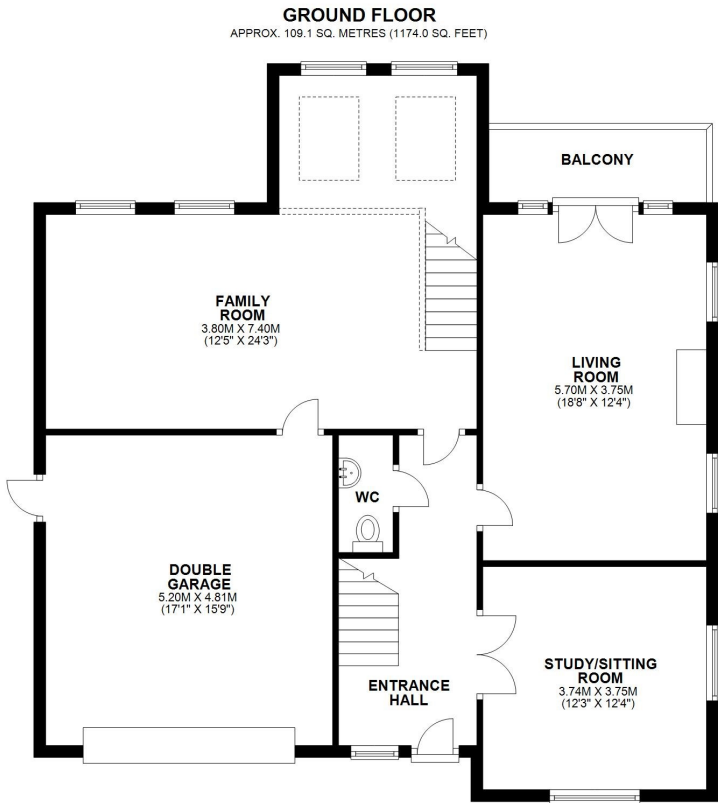 GROUND FLOOR
APPROX. 109.1 SQ. METRES (1174.0 SQ. FEET)
BALCONY
FAMILY
ROOM
3.80M X 7.40M
(12'5" X 24'3")
LIVING
ROOM
5.70M X 3.75M
(18'8" X 12'4")
WC
DOUBLE
GARAGE
5.20M X 4.81M
(17'1" X 15'9")
STUDY/SITTING
ROOM
3.74M X 3.75M
(12'3" X 12'4")
ENTRANCE
HALL